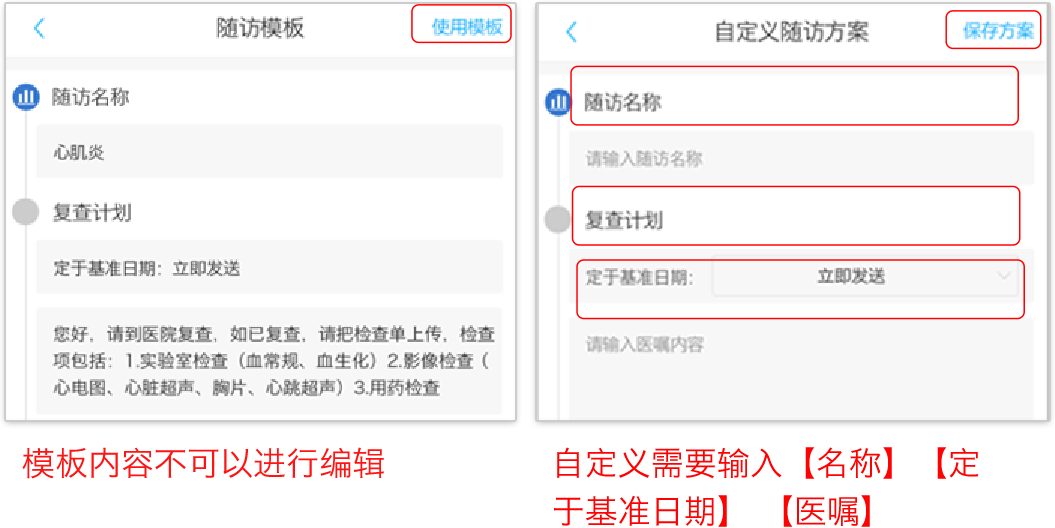 随访模板
使用模板
随访名称
心肌炎
复查计划
定于基准日期：立即发送
您好，请到医院复查，如已复查，请把检查单上传，检查
项包括：1.实验室检查（血常规、血生化）2.影像检查（
心电图、心脏超声、胸片、心跳超声）3.用药检查
模板内容不可以进行编辑
自定义随访方案
保存方案
随访名称
请输入随访名称
复查计划
定于基准日期：
立即发送
请输入医嘱内容
自定义需要输入【名称】【定
于基准日期】 【医嘱】